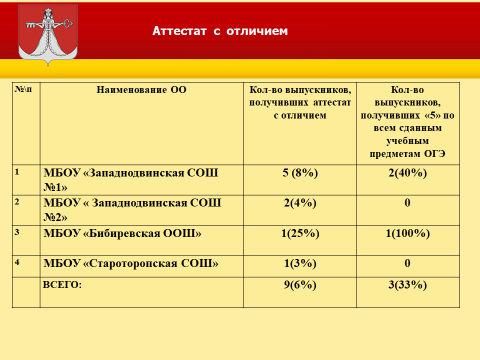 Аттестат с отличием
№\п
Наименование ОО
Кол-во выпускников,
получивших аттестат
с отличием
Кол-во
выпускников,
получивших «5» по
всем сданным
учебным
предметам ОГЭ
1
МБОУ «Западнодвинская СОШ
№1»
5 (8%)
2(40%)
2
МБОУ « Западнодвинская СОШ
№2»
2(4%)
0
3
МБОУ «Бибиревская ООШ»
1(25%)
1(100%)
4
МБОУ «Староторопская СОШ»
1(3%)
0
ВСЕГО:
9(6%)
3(33%)